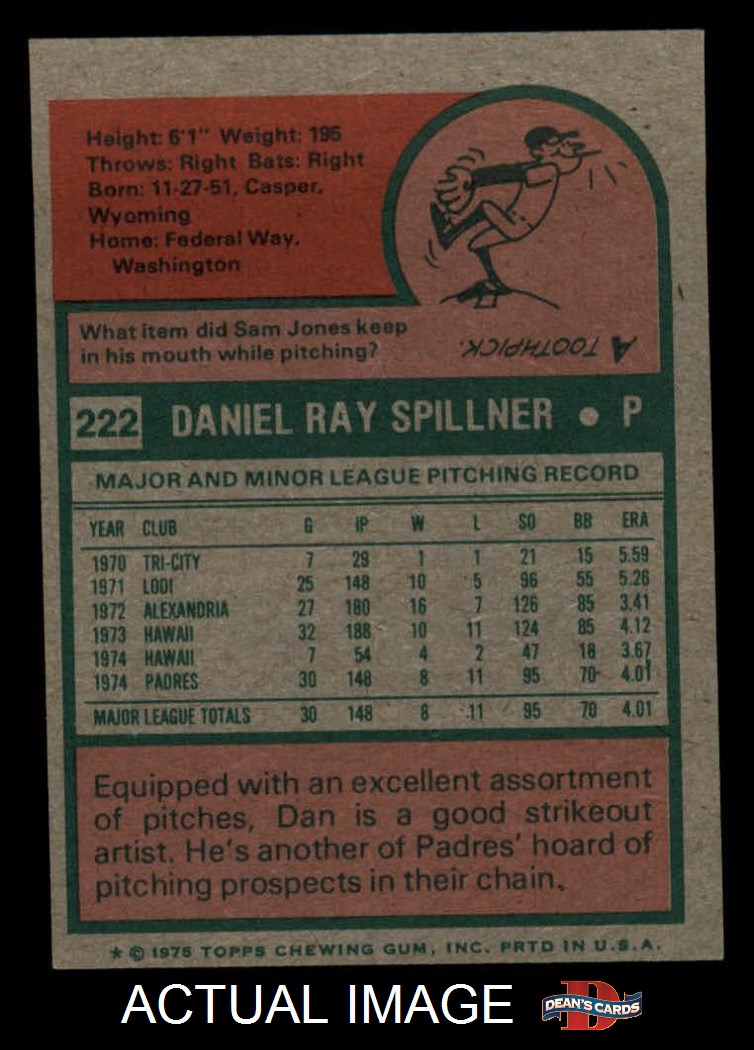 Height: 6'1" Weight: 195
Throws: Right Bats: Right
Born: 11-27-51, Casper,
Wyoming
Home: Federal Way,
Washington
What item did Sam Jones keep
in his mouth while pitching?
A TOOTHPICK.
222 DANIEL RAY SPILLNER • P
MAJOR AND MINOR LEAGUE PITCHING RECORD
YEAR CLUB G IP W L SO BB ERA
1970 TRI-CITY 7 29 1 1 21 15 5.59
1971 LODI 25 148 10 5 96 55 5.26
1972 ALEXANDRIA 27 180 16 7 126 85 3.41
1973 HAWAII 32 188 10 11 124 85 4.12
1974 HAWAII 7 54 4 2 47 18 3.67
1974 PADRES 30 148 8 11 95 70 4.01
MAJOR LEAGUE TOTALS 30 148 8 11 95 70 4.01
Equipped with an excellent assortment
of pitches, Dan is a good strikeout
artist. He's another of Padres' hoard of
pitching prospects in their chain.
* © 1975 TOPPS CHEWING GUM, INC. PRTD IN U.S.A.
ACTUAL IMAGE
D
DEAN'S CARDS